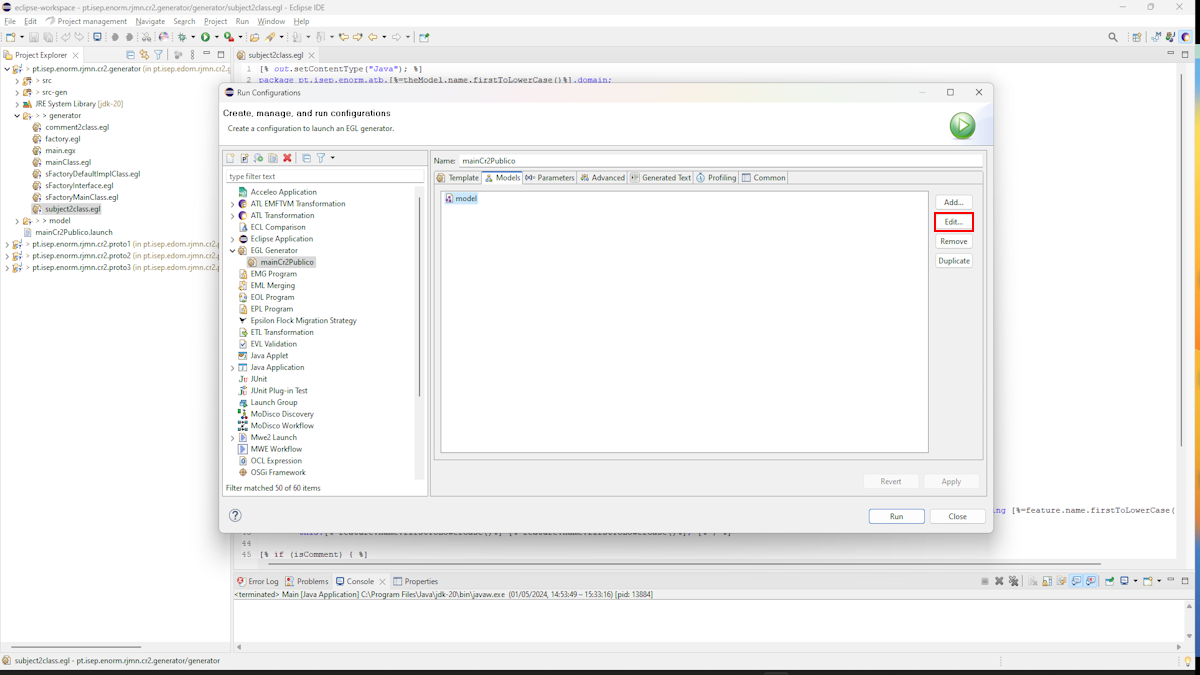 eclipse-workspace - pt.isep.enorm.rjmn.cr2.generator/generator/subject2class.egl - Eclipse IDE
File Edit Project management Navigate Search Project Run Window Help
Project Explorer
pt.isep.enorm.rjmn.cr2.generator (in pt.isep.edom.rjmn.cr2.g
> src
> src-gen
JRE System Library [jdk-20]
> > generator
comment2class.egl
factory.egl
main.egx
mainClass.egl
sFactoryDefaultImplClass.egl
sFactoryInterface.egl
sFactoryMainClass.egl
subject2class.egl
> > model
mainCr2Publico.launch
> pt.isep.enorm.rjmn.cr2.proto1 (in pt.isep.edom.rjmn.cr2.p
> pt.isep.enorm.rjmn.cr2.proto2 (in pt.isep.edom.rjmn.cr2.p
> pt.isep.enorm.rjmn.cr2.proto3 (in pt.isep.edom.rjmn.cr2.p
subject2class.egl
1 [% out.setContentType("Java"); %]
2 package pt.isep.enorm.atb.[%=theModel.name.firstToLowerCase()%].domain;
Run Configurations
Create, manage, and run configurations
Create a configuration to launch an EGL generator.
type filter text
Acceleo Application
ATL EMFTVM Transformation
ATL Transformation
ECL Comparison
Eclipse Application
EGL Generator
mainCr2Publico
EMG Program
EML Merging
EOL Program
EPL Program
Epsilon Flock Migration Strategy
ETL Transformation
EVL Validation
Java Applet
Java Application
JUnit
JUnit Plug-in Test
Launch Group
MoDisco Discovery
MoDisco Workflow
Mwe2 Launch
MWE Workflow
OCL Expression
OSGi Framework
Filter matched 50 of 60 items
Name: mainCr2Publico
Template Models Parameters Advanced Generated Text Profiling Common
model
Add...
Edit...
Remove
Duplicate
Revert Apply
Run Close
ng [%=feature.name.firstToLowerCase(
44
45 [% if (isComment) { %]
Error Log Problems Console Properties
<terminated> Main [Java Application] C:\Program Files\Java\jdk-20\bin\javaw.exe (01/05/2024, 14:53:49 – 15:33:16) [pid: 13884]
subject2class.egl - pt.isep.enorm.rjmn.cr2.generator/generator